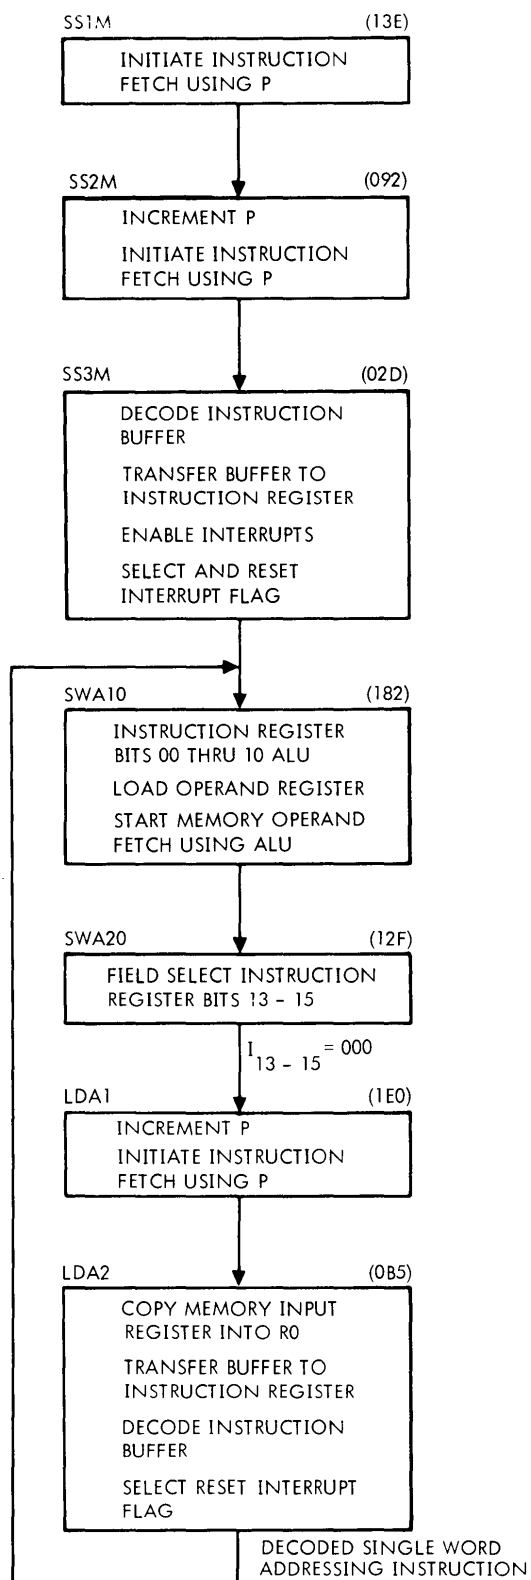 SS1M (13E)
INITIATE INSTRUCTION
FETCH USING P
SS2M (092)
INCREMENT P
INITIATE INSTRUCTION
FETCH USING P
SS3M (02D)
DECODE INSTRUCTION
BUFFER
TRANSFER BUFFER TO
INSTRUCTION REGISTER
ENABLE INTERRUPTS
SELECT AND RESET
INTERRUPT FLAG
SWA10 (182)
INSTRUCTION REGISTER
BITS 00 THRU 10 ALU
LOAD OPERAND REGISTER
START MEMORY OPERAND
FETCH USING ALU
SWA20 (12F)
FIELD SELECT INSTRUCTION
REGISTER BITS 13 - 15
I 13 - 15 = 000
LDA1 (1E0)
INCREMENT P
INITIATE INSTRUCTION
FETCH USING P
LDA2 (0B5)
COPY MEMORY INPUT
REGISTER INTO R0
TRANSFER BUFFER TO
INSTRUCTION REGISTER
DECODE INSTRUCTION
BUFFER
SELECT RESET INTERRUPT
FLAG
DECODED SINGLE WORD
ADDRESSING INSTRUCTION